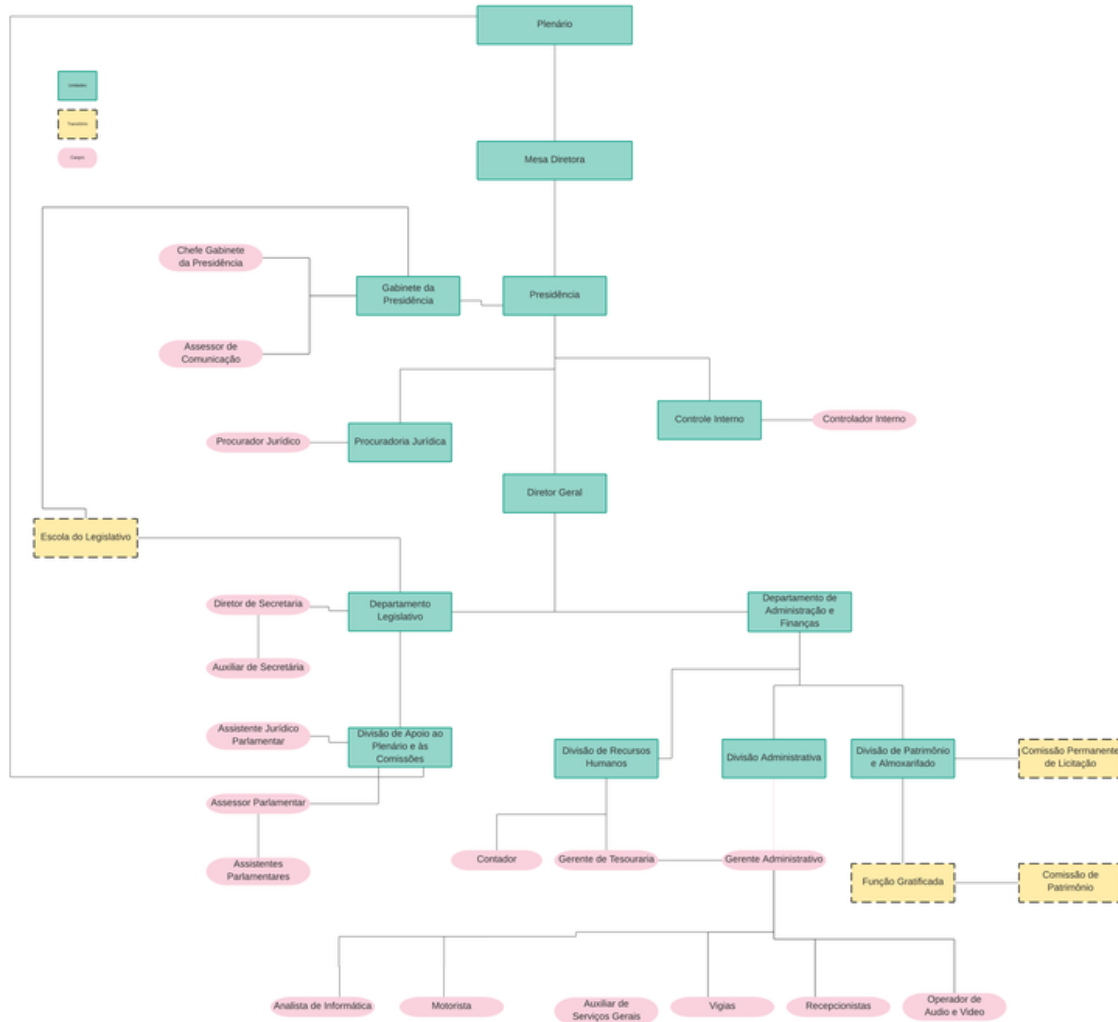 Plenário
Unidades
Transitório
Cargo
Mesa Diretora
Chefe Gabinete
da Presidência
Gabinete da
Presidência
Presidência
Assessor de
Comunicação
Controle Interno
Controlador Interno
Procurador Jurídico
Procuradoria Jurídica
Diretor Geral
Escola do Legislativo
Diretor de Secretaria
Departamento
Legislativo
Departamento de
Administração e
Finanças
Auxiliar de Secretária
Assistente Jurídico
Parlamentar
Divisão de Apoio ao
Plenário e às
Comissões
Divisão de Recursos
Humanos
Divisão Administrativa
Divisão de Patrimônio
e Almoxarifado
Comissão Permanente
de Licitação
Assessor Parlamentar
Assistentes
Parlamentares
Contador
Gerente de Tesouraria
Gerente Administrativo
Função Gratificada
Comissão de
Patrimônio
Analista de Informática
Motorista
Auxiliar de
Serviços Gerais
Vigias
Recepcionistas
Operador de
Audio e Video